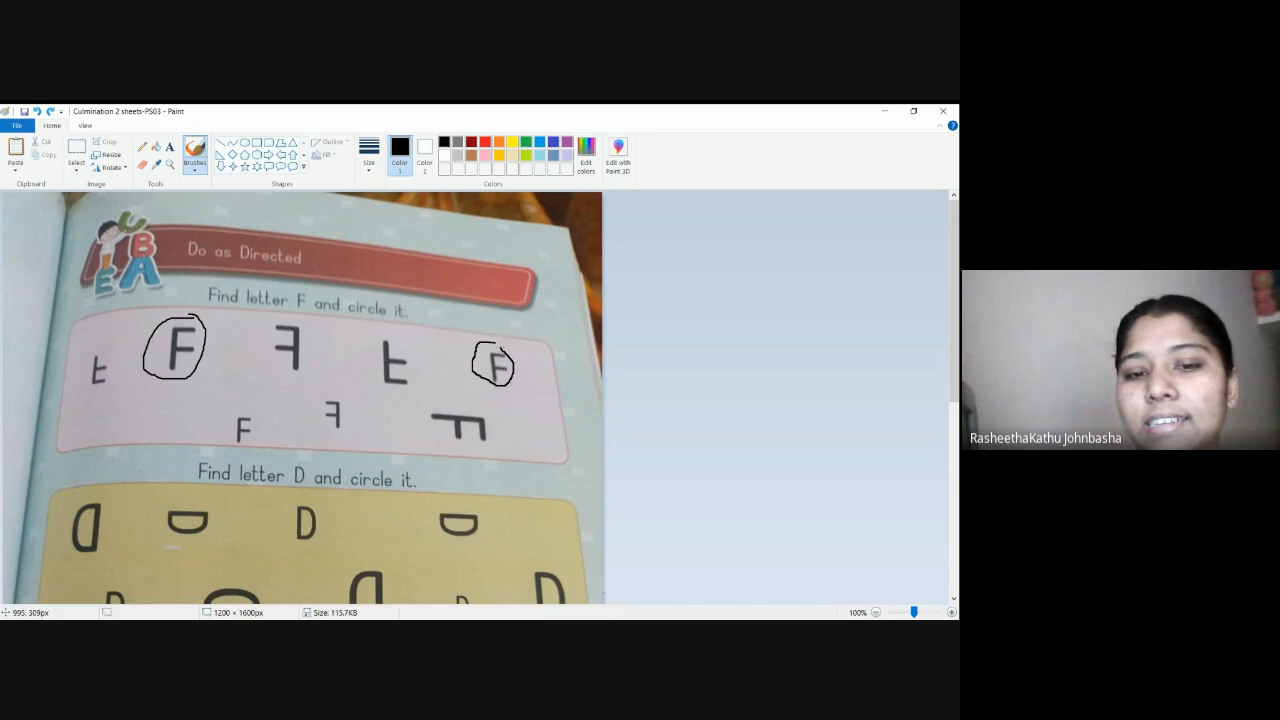 Culmination 2 sheets-PS03 - Paint
File Home View
Paste
Cut
Copy
Clipboard
Select
Crop
Resize
Rotate
Image
Tools
Brushes
Shapes
Outline
Fill
Size
Color 1
Color 2
Edit colors
Edit with Paint 3D
Colors
C
B
A
E
Do as Directed
Find letter F and circle it.
F F
F
Find letter D and circle it.
D
D D
RasheethaKathu Johnbasha
995, 309px 1200 × 1600px Size: 115.7KB 100%